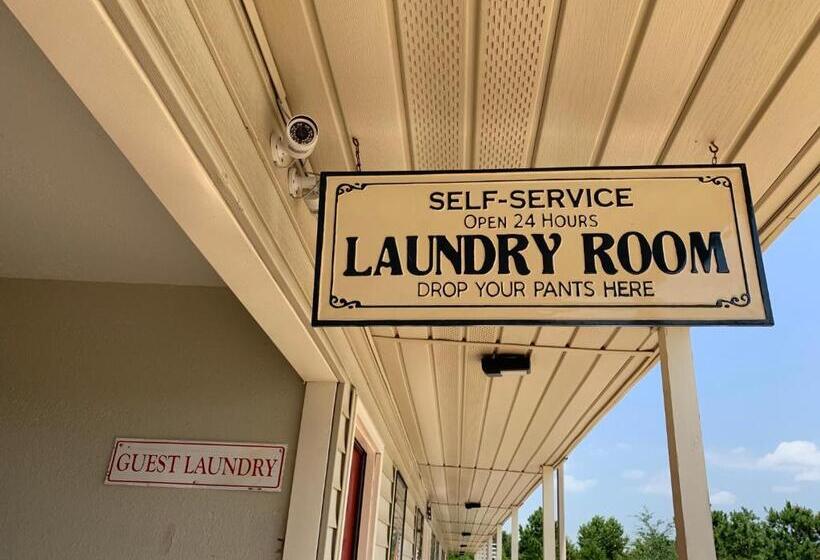 SELF-SERVICE
OPEN 24 HOURS
LAUNDRY ROOM
DROP YOUR PANTS HERE
GUEST LAUNDRY